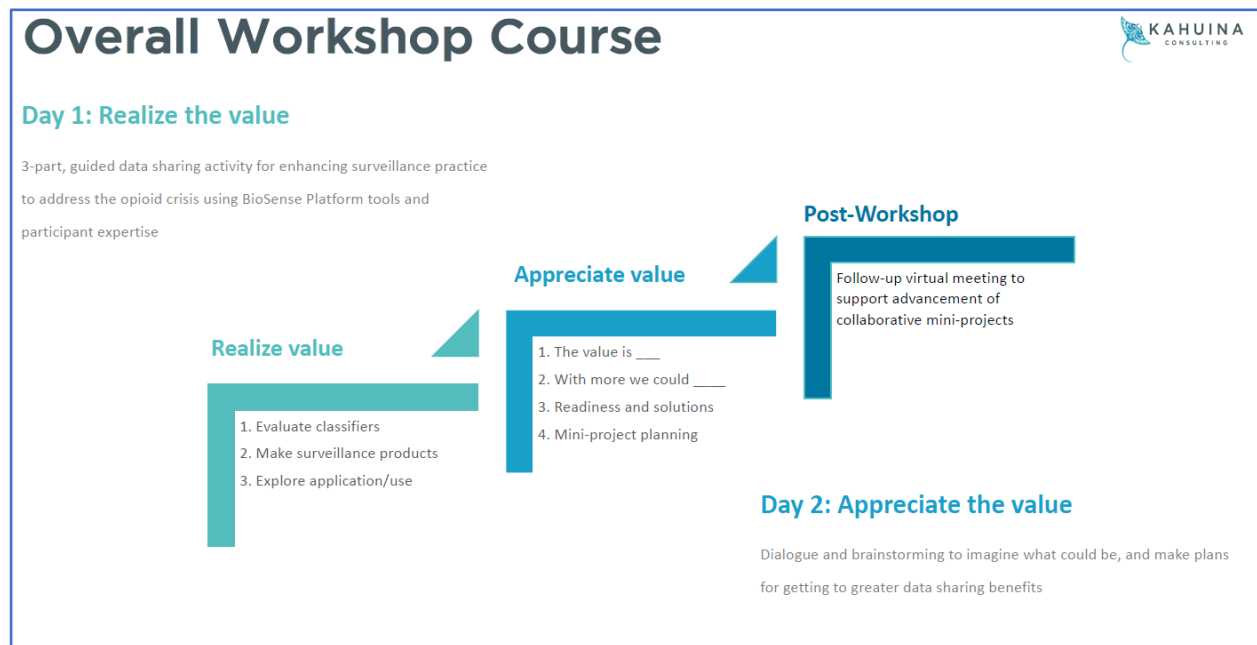 Overall Workshop Course
KAHUINA
CONSULTING
Day 1: Realize the value
3-part, guided data sharing activity for enhancing surveillance practice
to address the opioid crisis using BioSense Platform tools and
participant expertise
Realize value
1. Evaluate classifiers
2. Make surveillance products
3. Explore application/use
Appreciate value
1. The value is ___
2. With more we could ____
3. Readiness and solutions
4. Mini-project planning
Post-Workshop
Follow-up virtual meeting to
support advancement of
collaborative mini-projects
Day 2: Appreciate the value
Dialogue and brainstorming to imagine what could be, and make plans
for getting to greater data sharing benefits